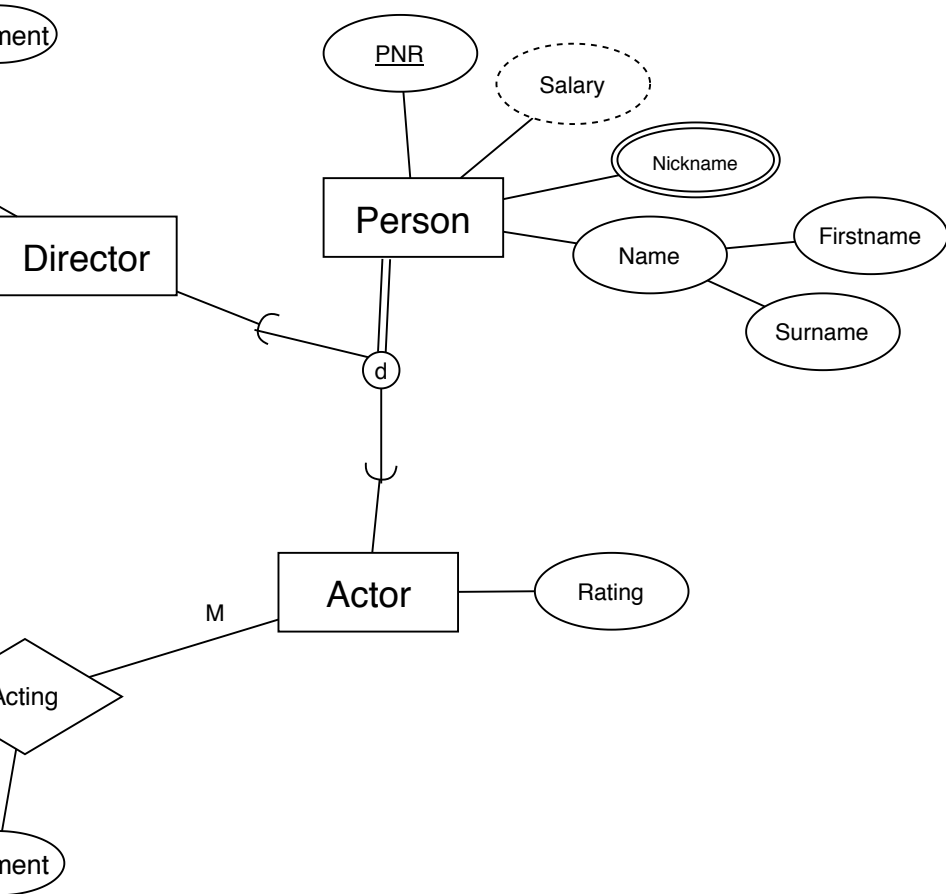 ment
PNR
Salary
Nickname
Person
Name
Firstname
Director
Surname
d
Actor
Rating
M
Acting
ment